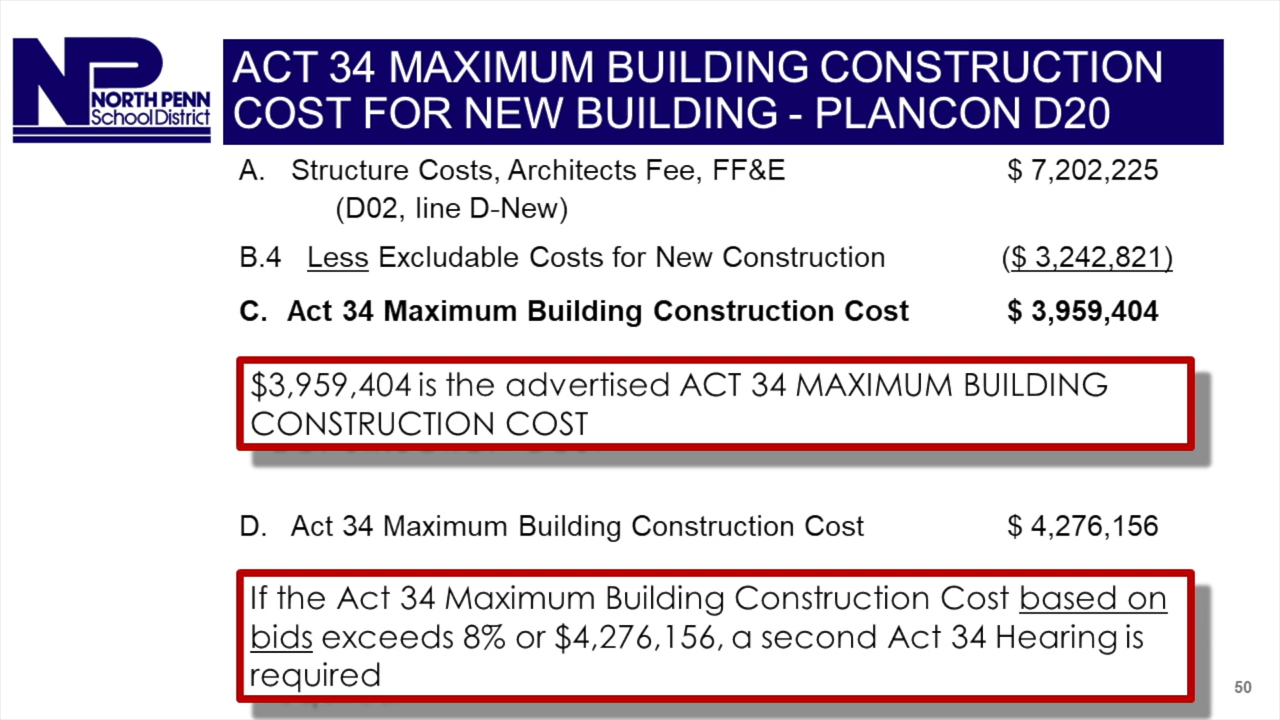 NP
NORTH PENN
School District
ACT 34 MAXIMUM BUILDING CONSTRUCTION
COST FOR NEW BUILDING - PLANCON D20
A. Structure Costs, Architects Fee, FF&E $ 7,202,225
(D02, line D-New)
B.4 Less Excludable Costs for New Construction ($ 3,242,821)
C. Act 34 Maximum Building Construction Cost $ 3,959,404
$3,959,404 is the advertised ACT 34 MAXIMUM BUILDING
CONSTRUCTION COST
D. Act 34 Maximum Building Construction Cost $ 4,276,156
If the Act 34 Maximum Building Construction Cost based on
bids exceeds 8% or $4,276,156, a second Act 34 Hearing is
required
50